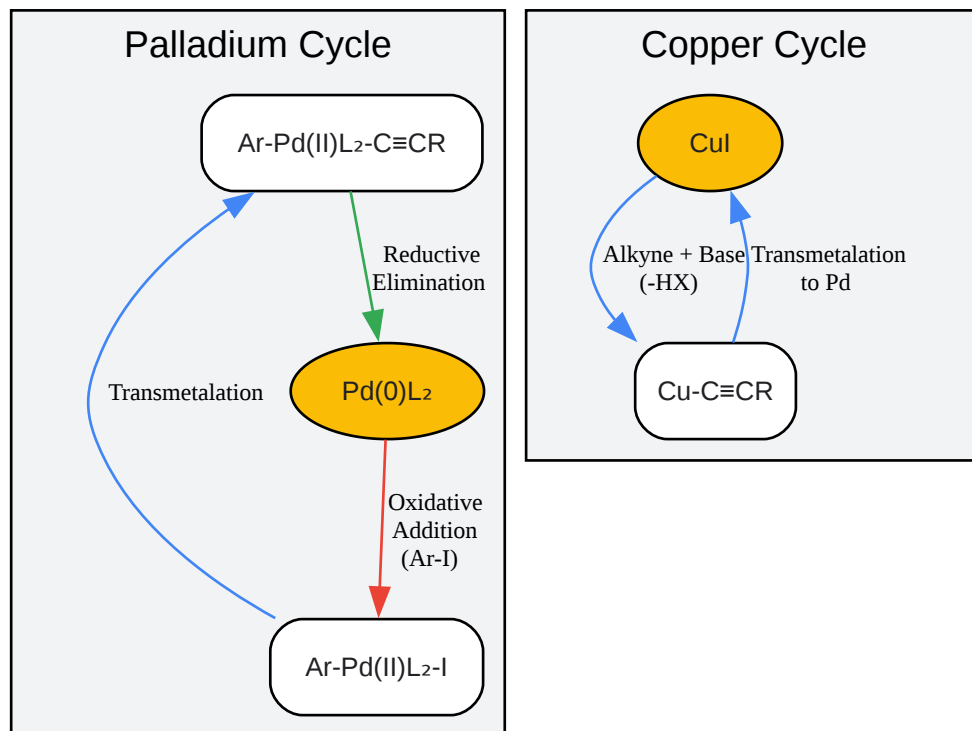 Palladium Cycle
Ar-Pd(II)L₂-C≡CR
Reductive
Elimination
Transmetalation
Pd(0)L₂
Oxidative
Addition
(Ar-I)
Ar-Pd(II)L₂-I
Copper Cycle
CuI
Alkyne + Base
(-HX)
Transmetalation
to Pd
Cu-C≡CR